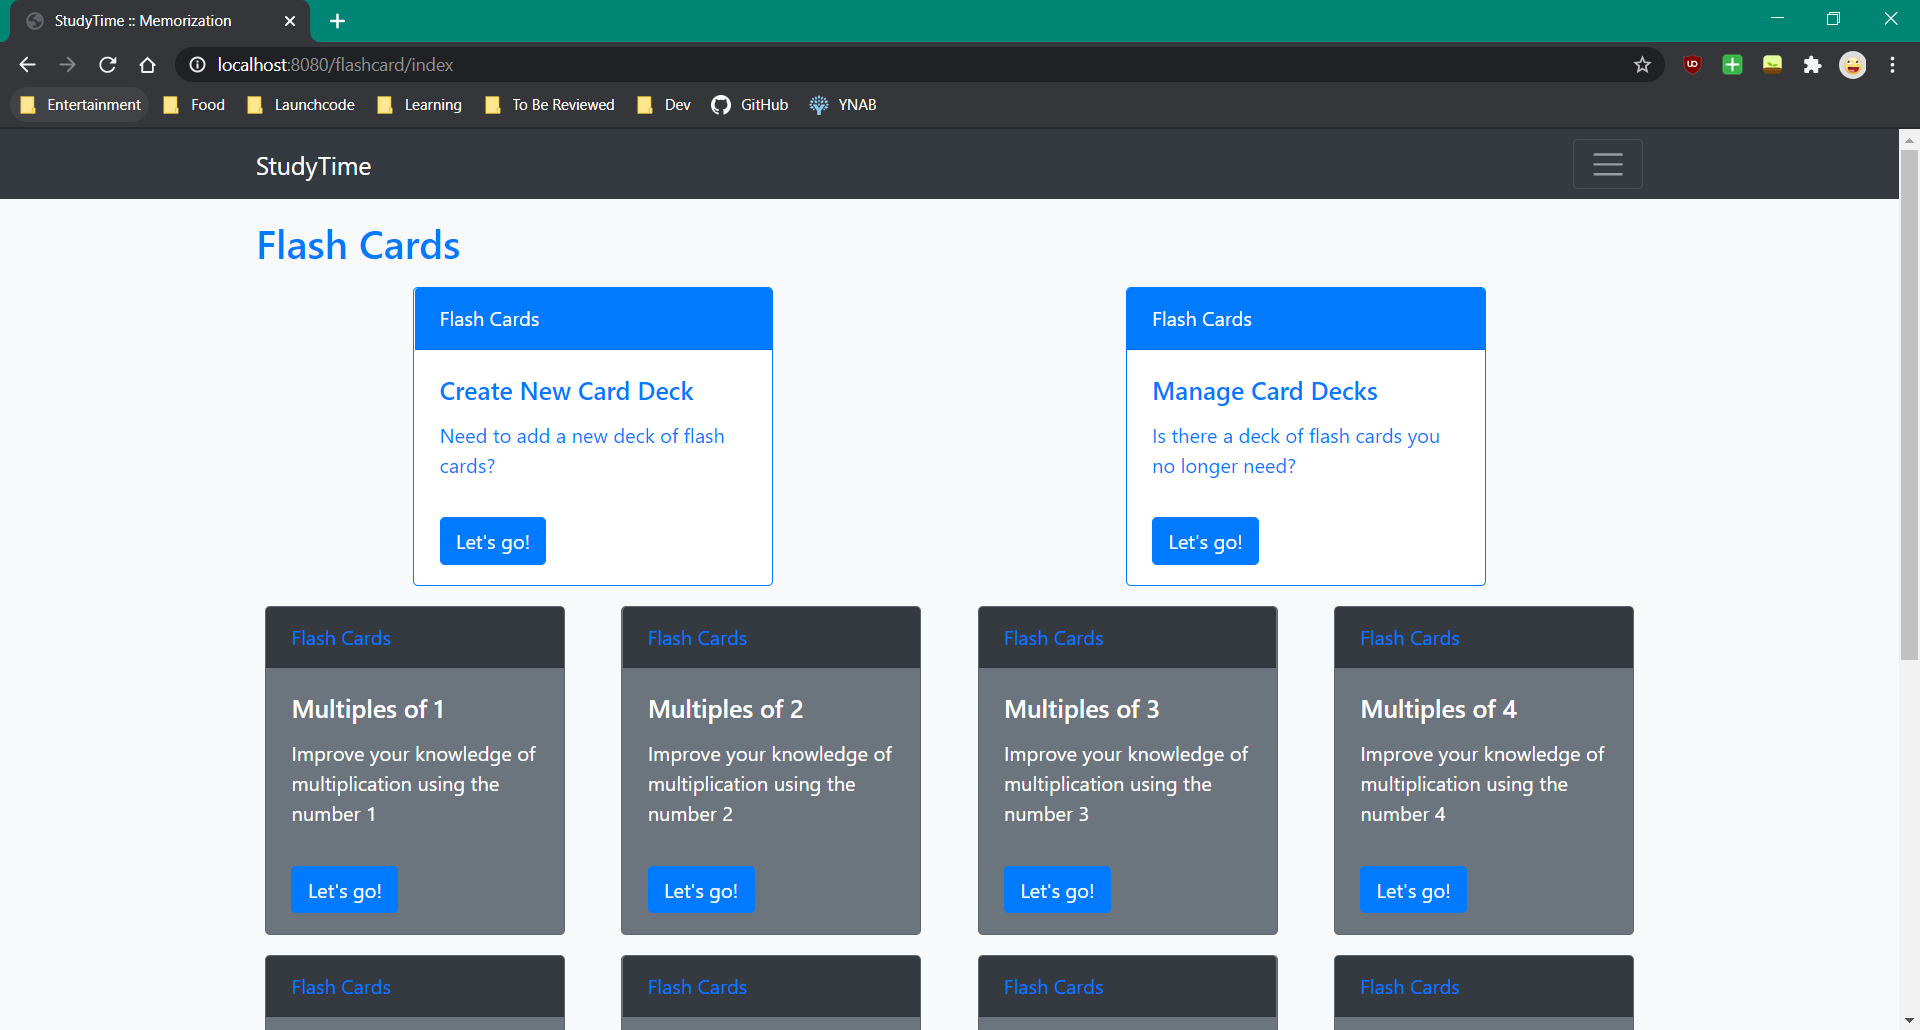 StudyTime :: Memorization
localhost:8080/flashcard/index
Entertainment Food Launchcode Learning To Be Reviewed Dev GitHub YNAB
StudyTime
Flash Cards
Flash Cards
Create New Card Deck
Need to add a new deck of flash
cards?
Let's go!
Flash Cards
Manage Card Decks
Is there a deck of flash cards you
no longer need?
Let's go!
Flash Cards
Multiples of 1
Improve your knowledge of
multiplication using the
number 1
Let's go!
Flash Cards
Multiples of 2
Improve your knowledge of
multiplication using the
number 2
Let's go!
Flash Cards
Multiples of 3
Improve your knowledge of
multiplication using the
number 3
Let's go!
Flash Cards
Multiples of 4
Improve your knowledge of
multiplication using the
number 4
Let's go!
Flash Cards
Flash Cards
Flash Cards
Flash Cards